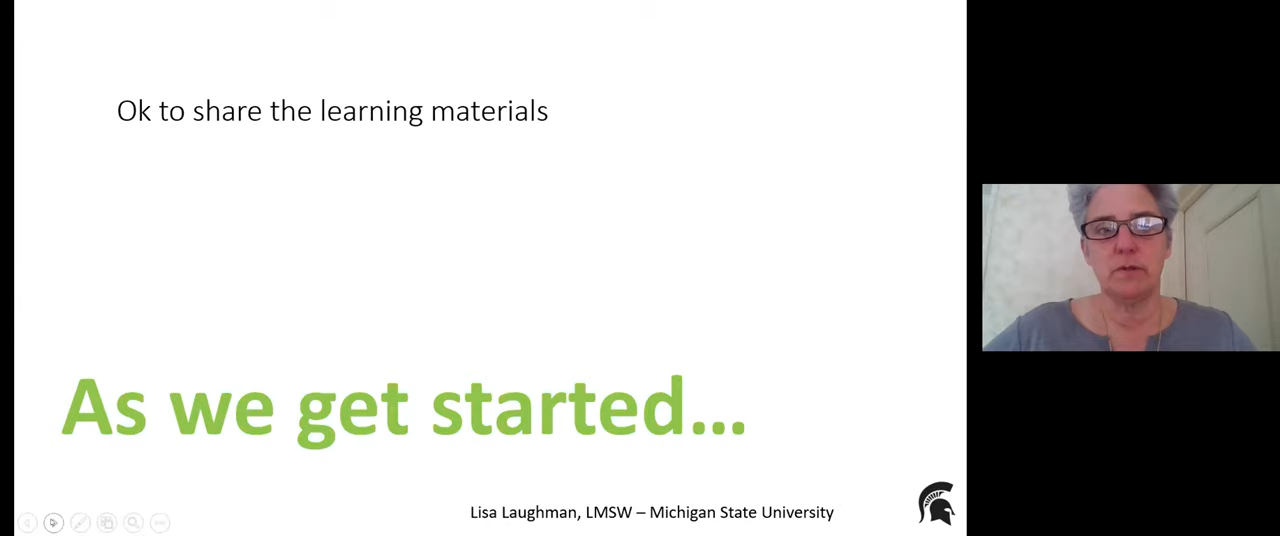 Ok to share the learning materials
As we get started...
Lisa Laughman, LMSW – Michigan State University